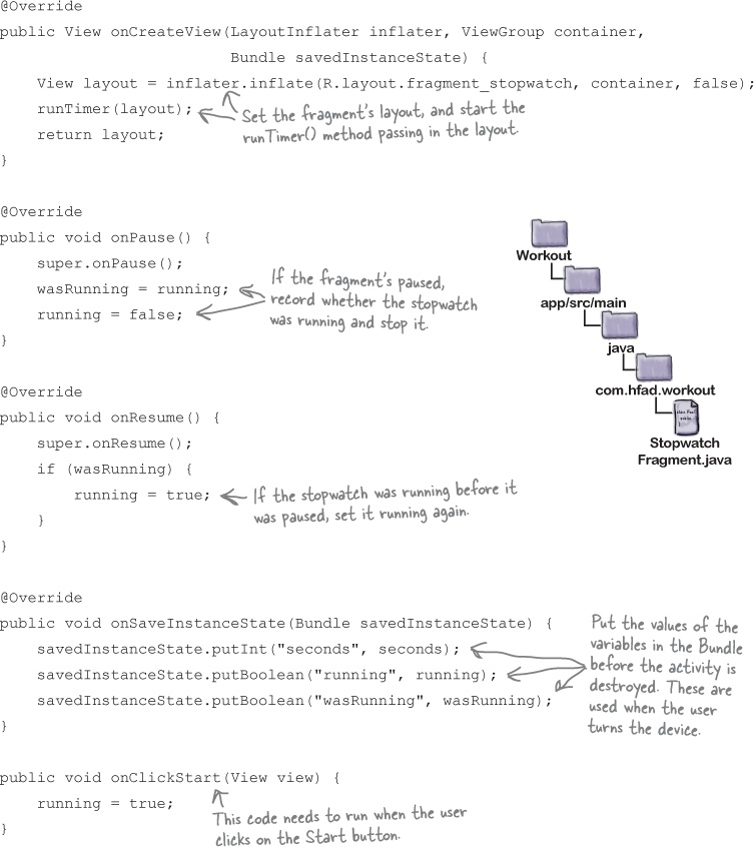 @Override
public View onCreateView(LayoutInflater inflater, ViewGroup container,
Bundle savedInstanceState) {
View layout = inflater.inflate(R.layout.fragment_stopwatch, container, false);
runTimer(layout);
return layout;
}
Set the fragment's layout, and start the
runTimer() method passing in the layout.
@Override
public void onPause() {
super.onPause();
wasRunning = running;
running = false;
}
If the fragment's paused,
record whether the stopwatch
was running and stop it.
Workout
app/src/main
java
com.hfad.workout
Stopwatch
Fragment.java
@Override
public void onResume() {
super.onResume();
if (wasRunning) {
running = true;
}
}
If the stopwatch was running before it
was paused, set it running again.
@Override
public void onSaveInstanceState(Bundle savedInstanceState) {
savedInstanceState.putInt("seconds", seconds);
savedInstanceState.putBoolean("running", running);
savedInstanceState.putBoolean("wasRunning", wasRunning);
}
Put the values of the
variables in the Bundle
before the activity is
destroyed. These are
used when the user
turns the device.
public void onClickStart(View view) {
running = true;
}
This code needs to run when the user
clicks on the Start button.